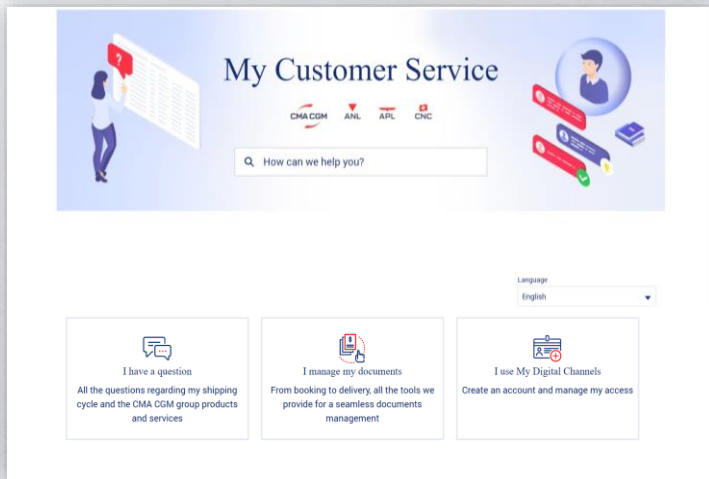 ?
My Customer Service
CMA CGM ANL APL CNC
How can we help you?
Language
English
I have a question
All the questions regarding my shipping
cycle and the CMA CGM group products
and services
I manage my documents
From booking to delivery, all the tools we
provide for a seamless documents
management
I use My Digital Channels
Create an account and manage my access